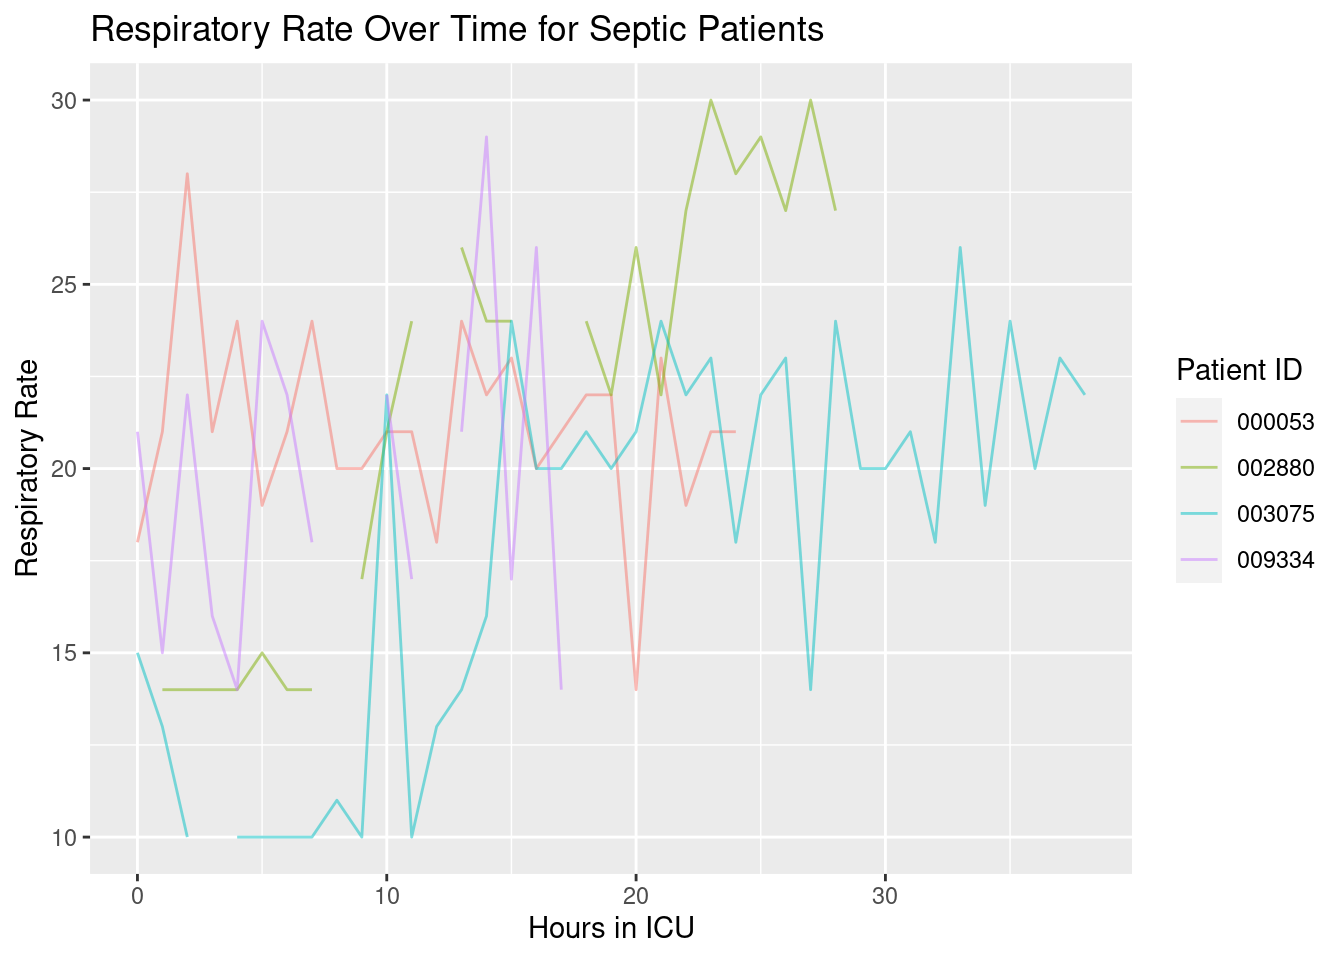 Respiratory Rate Over Time for Septic Patients
30
25
20
15
10
Respiratory Rate
0 10 20 30
Hours in ICU
Patient ID
000053
002880
003075
009334